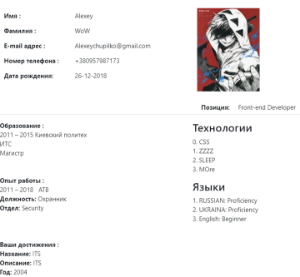 Имя : Alexey
Фамилия : WoW
E-mail адрес : Alexeychupilko@gmail.com
Номер телефона : +380957987173
Дата рождения: 26-12-2018
Позиция: Front-end Developer
Образование :
2011 – 2015 Киевский политех
ИТС
Магистр
Опыт работы :
2011 – 2018 АТВ
Должность: Охранник
Отдел: Security
Ваши достижения :
Название: ITS
Описание: ITS
Год: 2004
Технологии
0. CSS
1. ZZZZ
2. SLEEP
3. MOre
Языки
1. RUSSIAN: Proficiency
2. UKRAINA: Proficiency
3. English: Beginner